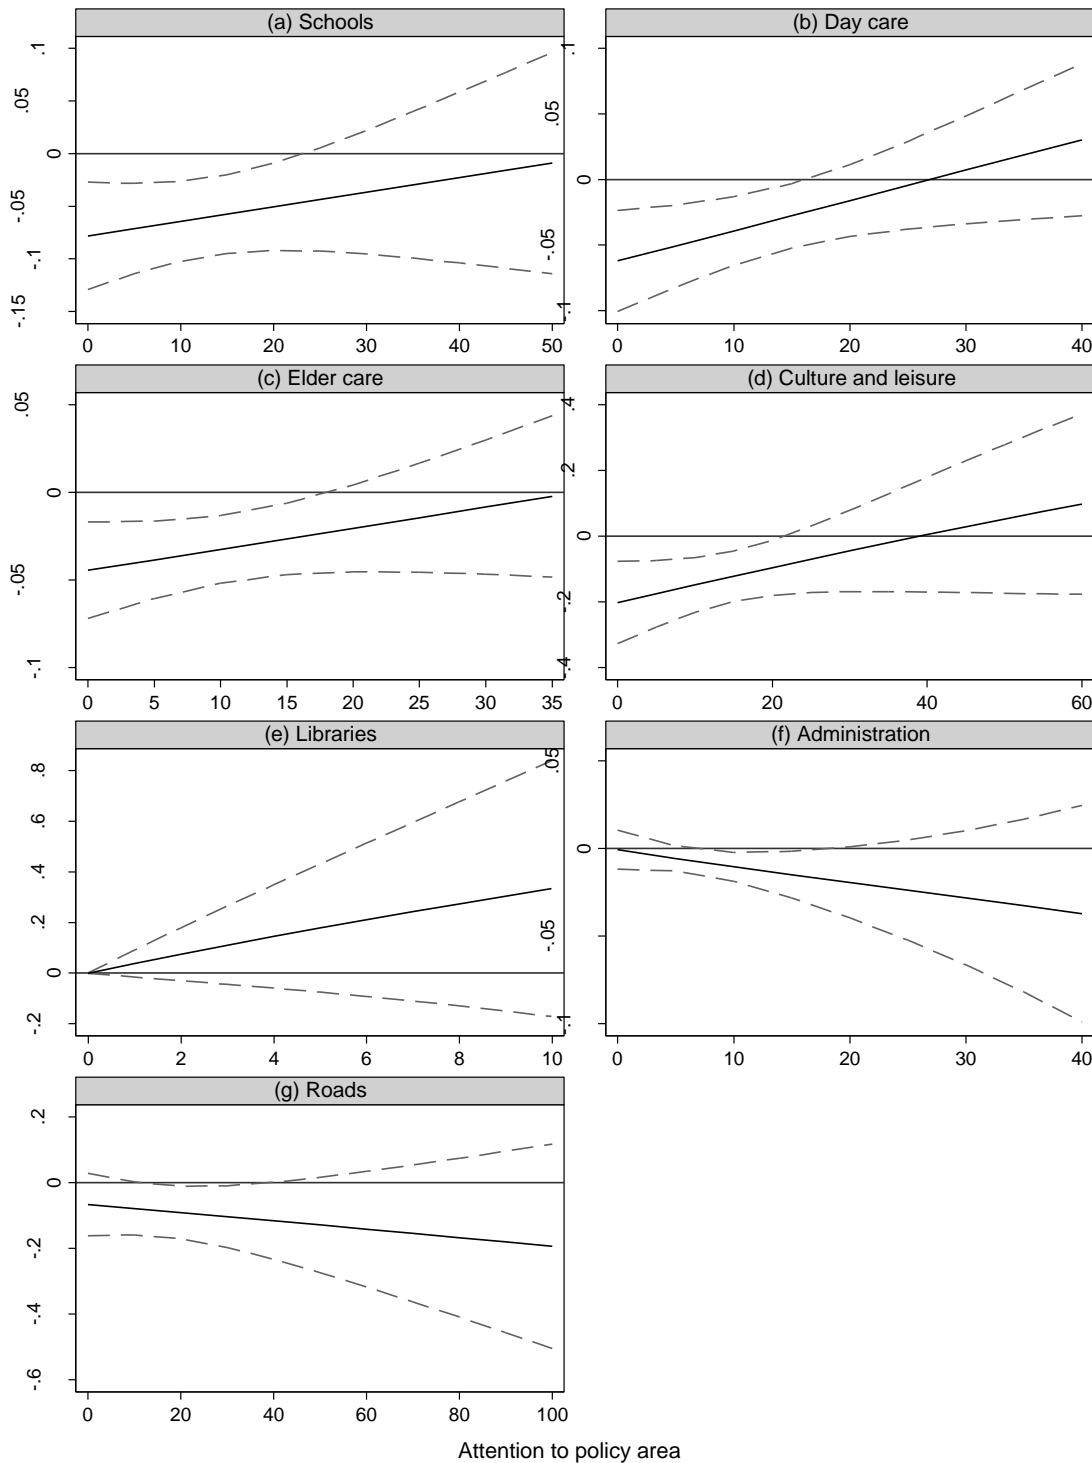 (a) Schools
.1
.05
0
-.05
-.1
-.15
0 10 20 30 40 50
(b) Day care
.1
.05
0
-.05
-.1
0 10 20 30 40
(c) Elder care
.05
0
-.05
-.1
0 5 10 15 20 25 30 35
(d) Culture and leisure
.4
.2
0
-.2
-.4
0 20 40 60
(e) Libraries
.8
.6
.4
.2
0
-.2
0 2 4 6 8 10
(f) Administration
.05
0
-.05
-.1
0 10 20 30 40
(g) Roads
.2
0
-.2
-.4
-.6
0 20 40 60 80 100
Attention to policy area